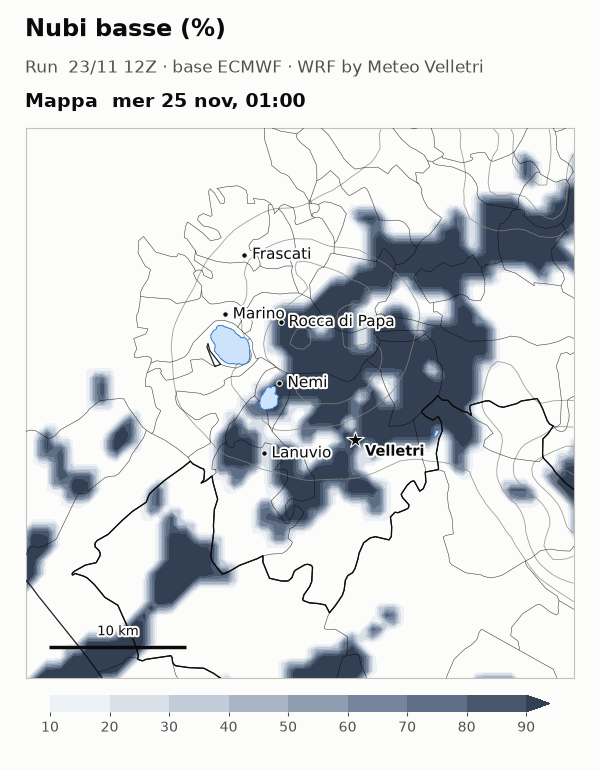 Nubi basse (%)
Run  23/11 12Z · base ECMWF · WRF by Meteo Velletri
Mappa  mer 25 nov, 01:00
Frascati
Marino
Rocca di Papa
Nemi
Velletri
Lanuvio
10 km
10 20 30 40 50 60 70 80 90